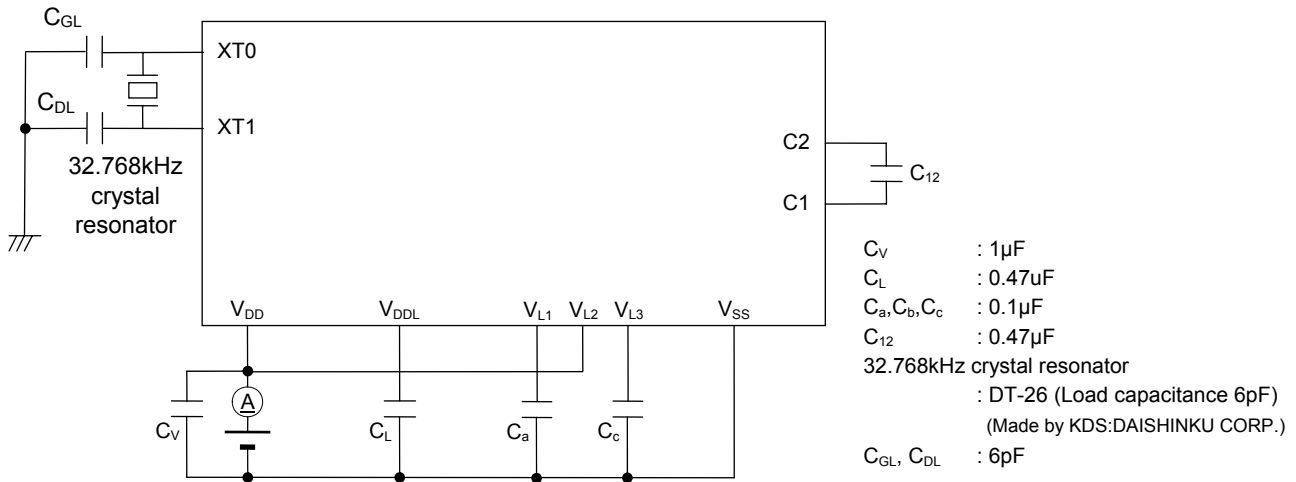 CGL
XT0
CDL
XT1
32.768kHz
crystal
resonator
C2
C12
C1
VDD
VDDL
VL1
VL2
VL3
VSS
A
CV
CL
Ca
Cc
CV : 1µF
CL : 0.47uF
Ca,Cb,Cc : 0.1µF
C12 : 0.47µF
32.768kHz crystal resonator
: DT-26 (Load capacitance 6pF)
(Made by KDS:DAISHINKU CORP.)
CGL, CDL : 6pF